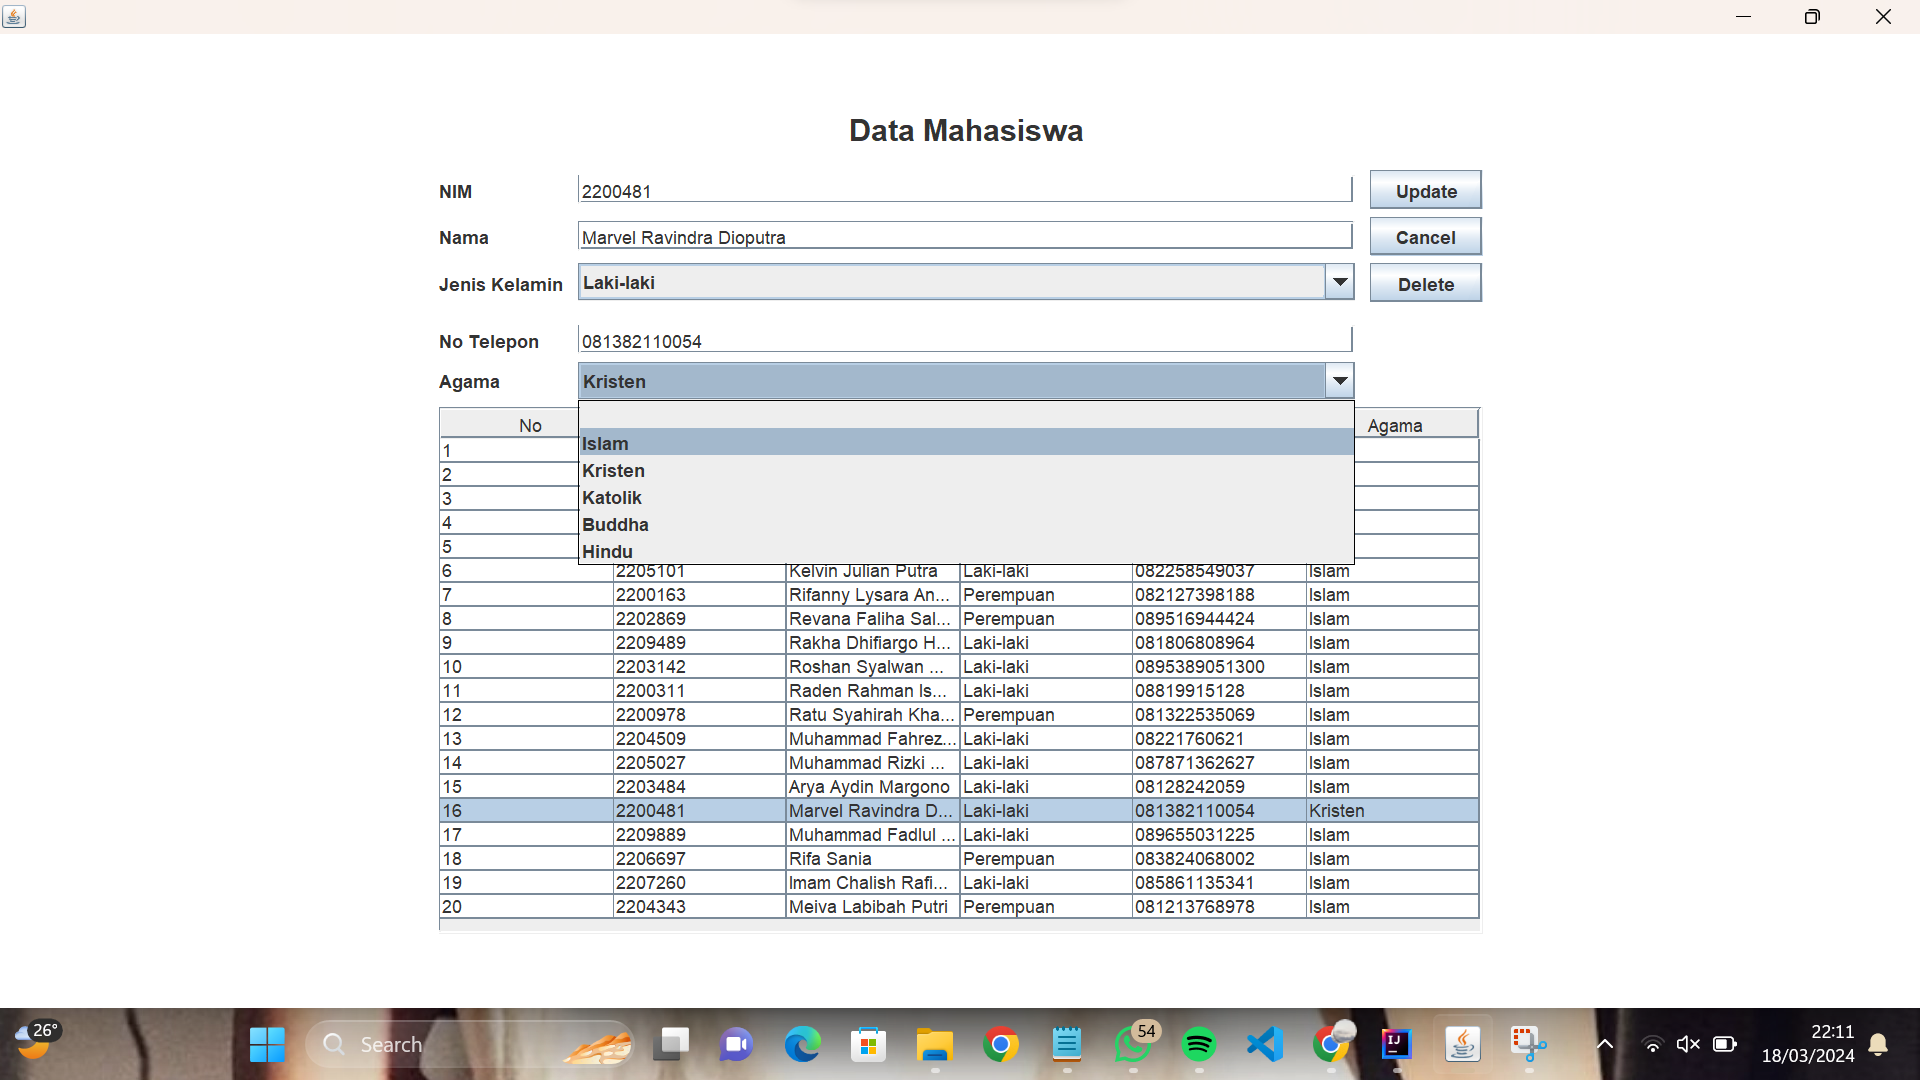 Data Mahasiswa
NIM 2200481 Update
Nama Marvel Ravindra Dioputra Cancel
Jenis Kelamin Laki-laki Delete
No Telepon 081382110054
Agama Kristen
No Agama
Islam
Kristen
Katolik
Buddha
Hindu
1
2
3
4
5
6 2205101 Kelvin Julian Putra Laki-laki 082258549037 Islam
7 2200163 Rifanny Lysara An... Perempuan 082127398188 Islam
8 2202869 Revana Faliha Sal... Perempuan 089516944424 Islam
9 2209489 Rakha Dhifiargo H... Laki-laki 081806808964 Islam
10 2203142 Roshan Syalwan ... Laki-laki 0895389051300 Islam
11 2200311 Raden Rahman Is... Laki-laki 08819915128 Islam
12 2200978 Ratu Syahirah Kha... Perempuan 081322535069 Islam
13 2204509 Muhammad Fahrez... Laki-laki 08221760621 Islam
14 2205027 Muhammad Rizki ... Laki-laki 087871362627 Islam
15 2203484 Arya Aydin Margono Laki-laki 08128242059 Islam
16 2200481 Marvel Ravindra D... Laki-laki 081382110054 Kristen
17 2209889 Muhammad Fadlul ... Laki-laki 089655031225 Islam
18 2206697 Rifa Sania Perempuan 083824068002 Islam
19 2207260 Imam Chalish Rafi... Laki-laki 085861135341 Islam
20 2204343 Meiva Labibah Putri Perempuan 081213768978 Islam
26° Search 54 IJ 22:11
18/03/2024